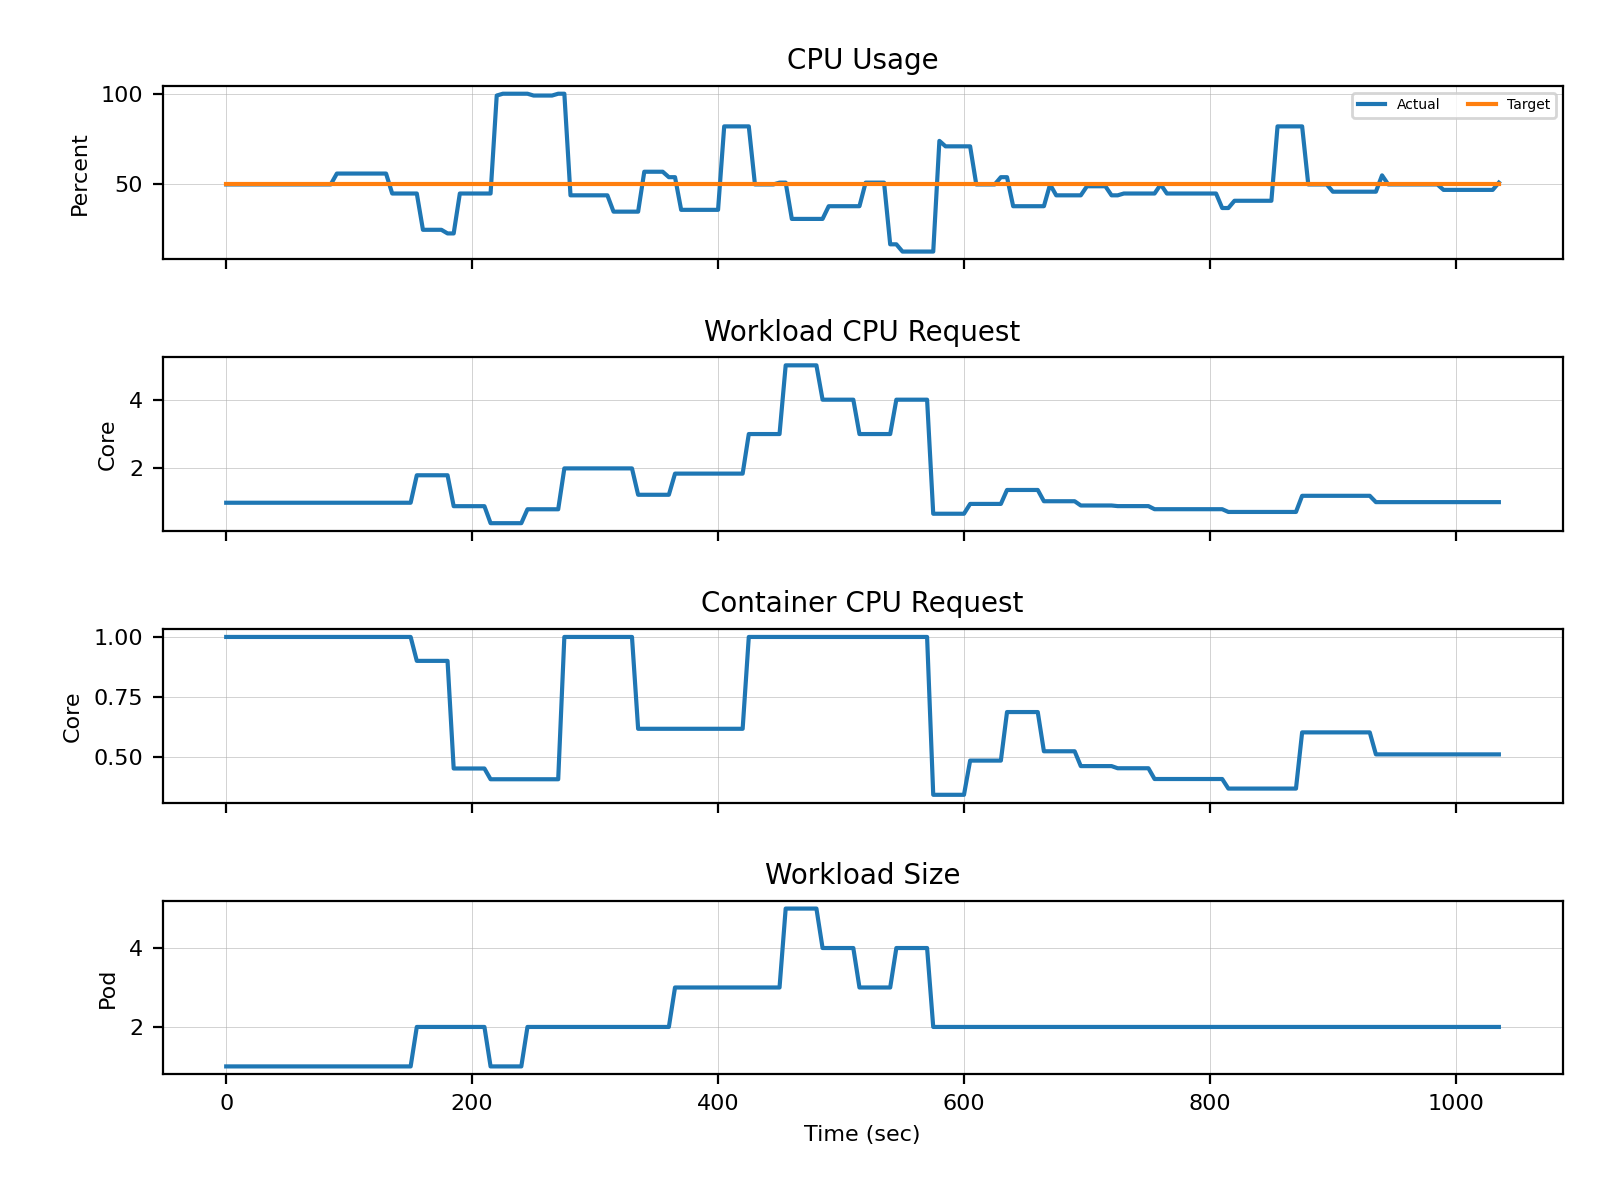 CPU Usage
100
50
Percent
Actual
Target
Workload CPU Request
4
2
Core
Container CPU Request
1.00
0.75
0.50
Core
Workload Size
4
2
Pod
0 200 400 600 800 1000
Time (sec)